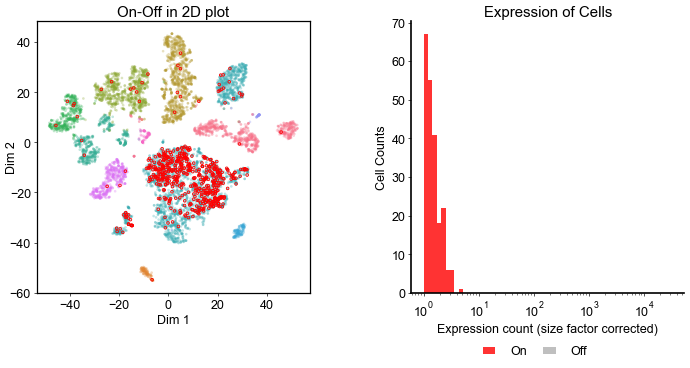 On-Off in 2D plot
40
20
0
−20
−40
−60
Dim 2
−40 −20 0 20 40
Dim 1
Expression of Cells
70
60
50
40
30
20
10
0
Cell Counts
10^0 10^1 10^2 10^3 10^4
Expression count (size factor corrected)
On Off